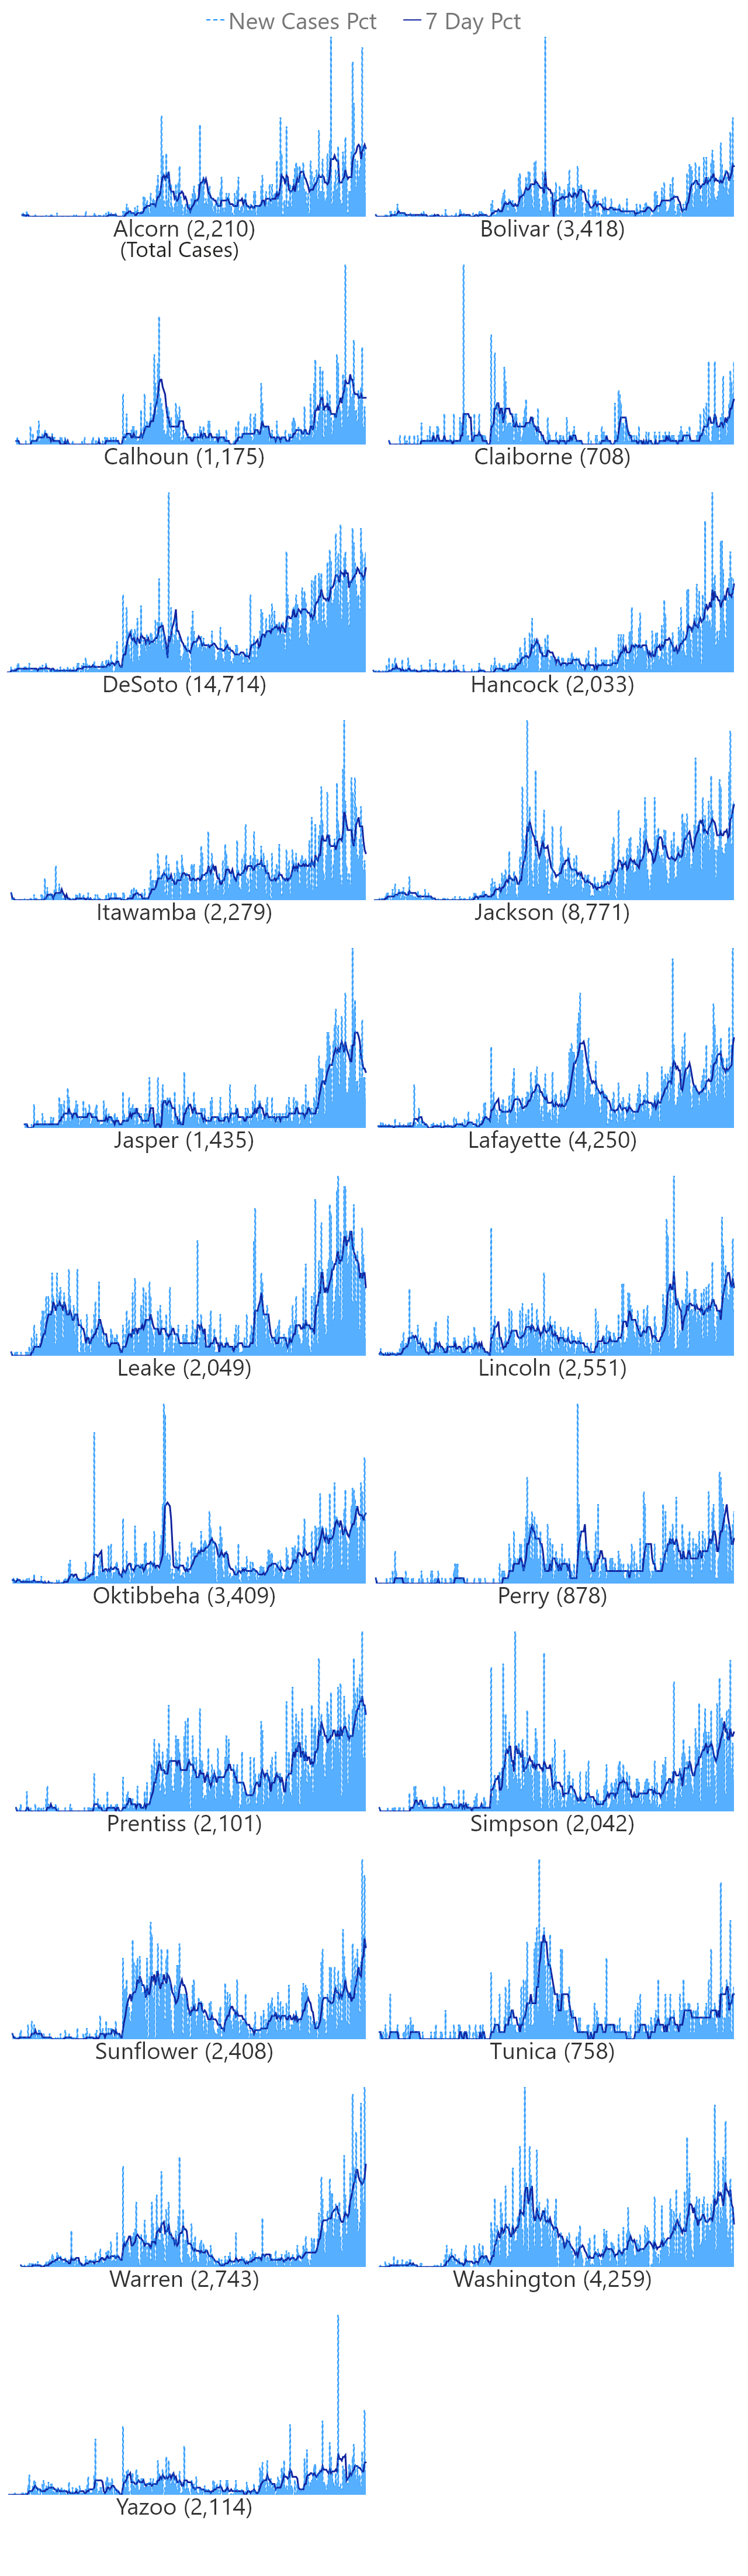 New Cases Pct 7 Day Pct
Alcorn (2,210)
(Total Cases)
Bolivar (3,418)
Calhoun (1,175)
Claiborne (708)
DeSoto (14,714)
Hancock (2,033)
Itawamba (2,279)
Jackson (8,771)
Jasper (1,435)
Lafayette (4,250)
Leake (2,049)
Lincoln (2,551)
Oktibbeha (3,409)
Perry (878)
Prentiss (2,101)
Simpson (2,042)
Sunflower (2,408)
Tunica (758)
Warren (2,743)
Washington (4,259)
Yazoo (2,114)